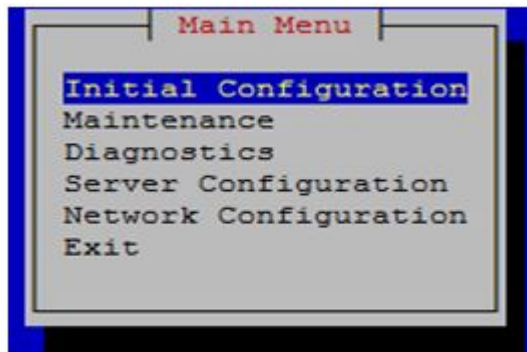 Main Menu
Initial Configuration
Maintenance
Diagnostics
Server Configuration
Network Configuration
Exit